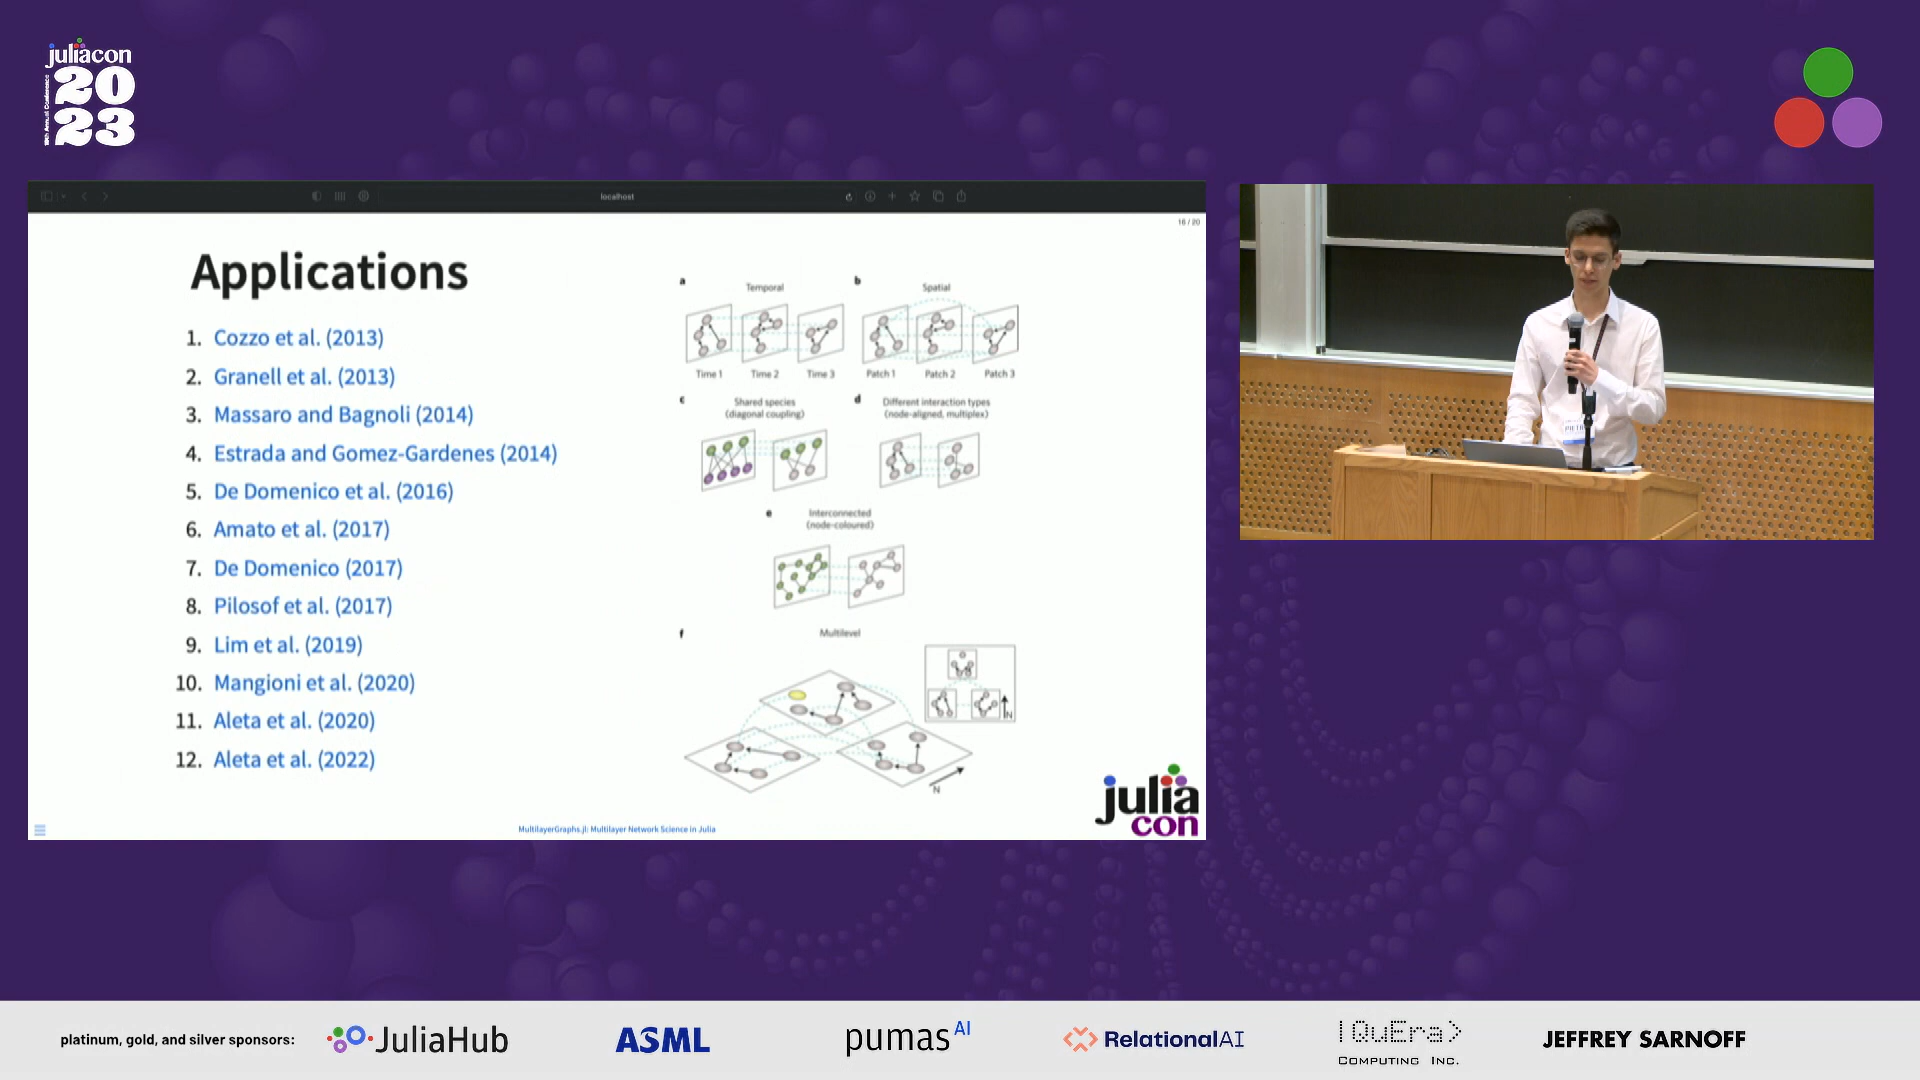 juliacon
20
23
localhost
16 / 20
Applications
1. Cozzo et al. (2013)
2. Granell et al. (2013)
3. Massaro and Bagnoli (2014)
4. Estrada and Gomez-Gardenes (2014)
5. De Domenico et al. (2016)
6. Amato et al. (2017)
7. De Domenico (2017)
8. Pilosof et al. (2017)
9. Lim et al. (2019)
10. Mangioni et al. (2020)
11. Aleta et al. (2020)
12. Aleta et al. (2022)
a Temporal
Time 1 Time 2 Time 3
b Spatial
Patch 1 Patch 2 Patch 3
c Shared species
(diagonal coupling)
d Different interaction types
(node-aligned, multiplex)
e Interconnected
(node-coloured)
f Multilevel
N
N
MultilayerGraphs.jl: Multilayer Network Science in Julia
julia
con
platinum, gold, and silver sponsors:
JuliaHub
ASML
pumasAI
RelationalAI
|QuEra>
COMPUTING INC.
JEFFREY SARNOFF